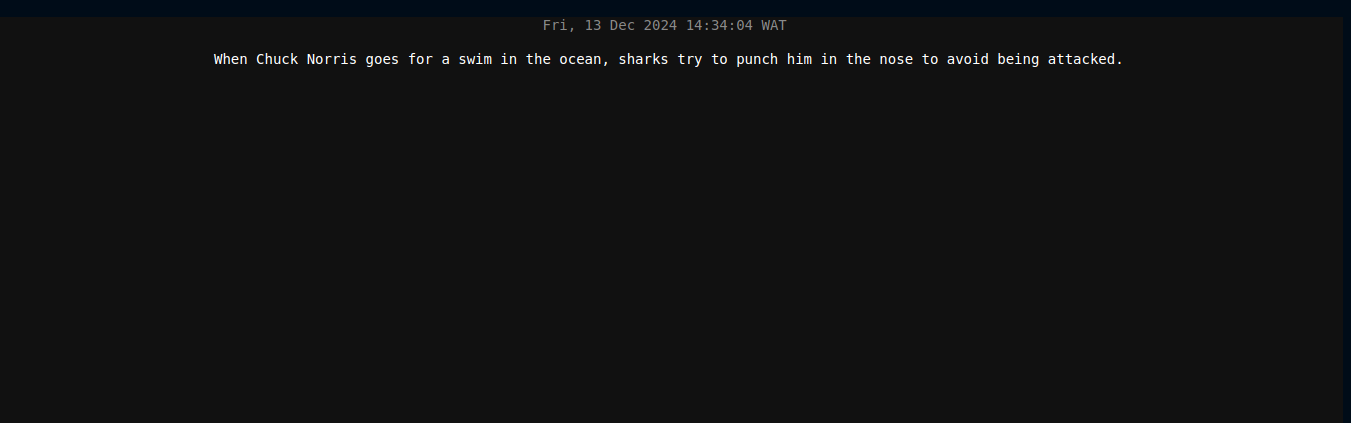 Fri, 13 Dec 2024 14:34:04 WAT
When Chuck Norris goes for a swim in the ocean, sharks try to punch him in the nose to avoid being attacked.